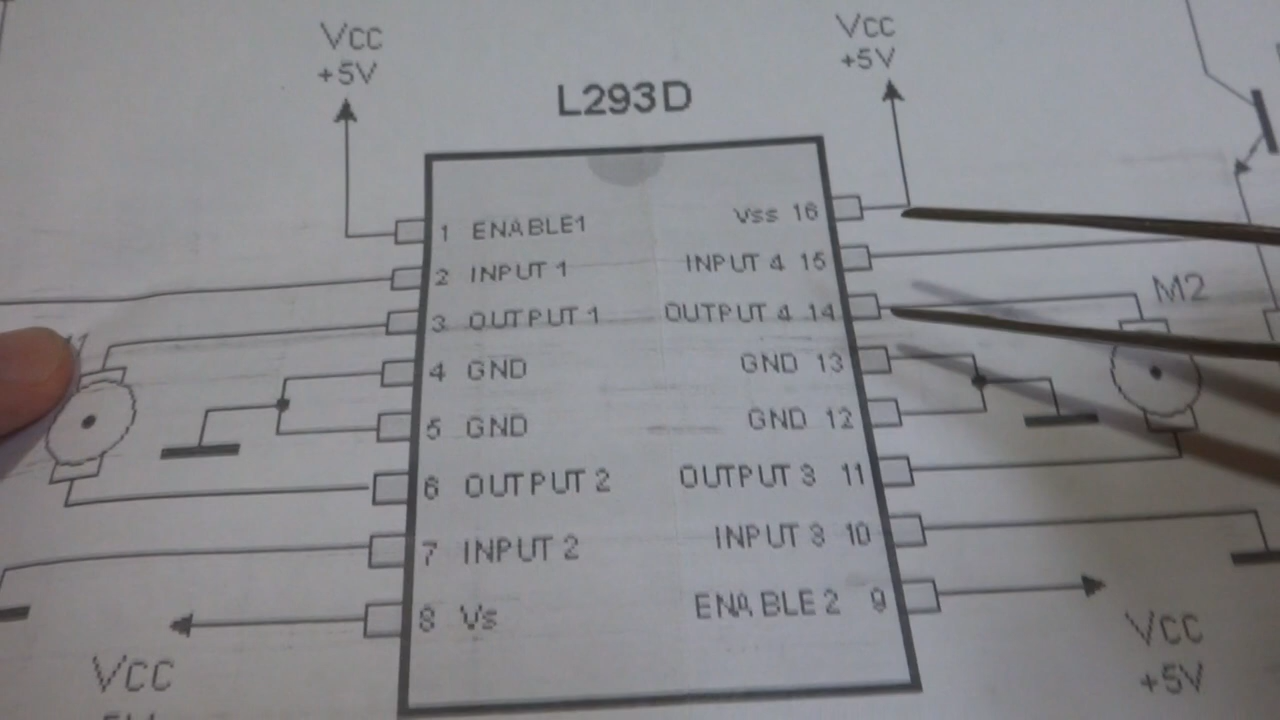 VCC
+5V
VCC
+5V
L293D
1 ENABLE1
Vss 16
2 INPUT 1
INPUT 4 15
3 OUTPUT 1
OUTPUT 4 14
M2
4 GND
GND 13
5 GND
GND 12
6 OUTPUT 2
OUTPUT 3 11
7 INPUT 2
INPUT 3 10
8 Vs
ENABLE 2 9
VCC
VCC
+5V